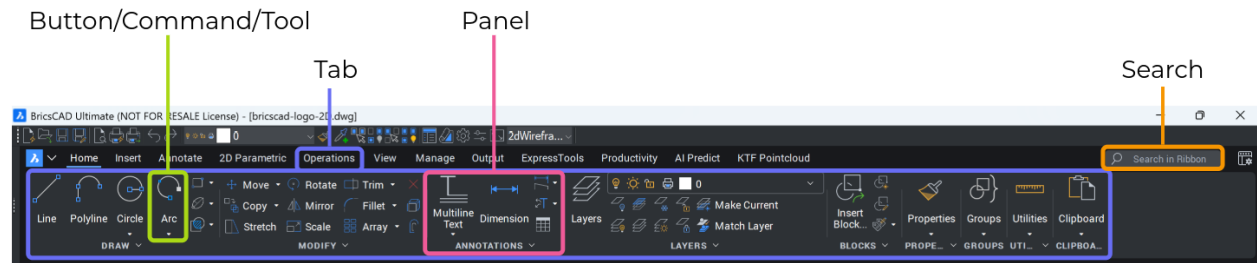 Button/Command/Tool
Panel
Tab
Search
BricsCAD Ultimate (NOT FOR RESALE License) - [bricscad-logo-2D.dwg]
0
2dWirefra...
Home Insert Annotate 2D Parametric Operations View Manage Output ExpressTools Productivity AI Predict KTF Pointcloud
Search in Ribbon
Move Rotate Trim
0
Copy Mirror Fillet
Make Current
Line Polyline Circle Arc
Multiline Text
Dimension
Layers
Insert Block...
Properties Groups Utilities Clipboard
Stretch Scale Array
Match Layer
DRAW MODIFY ANNOTATIONS LAYERS BLOCKS PROPE... GROUPS UTI... CLIPBOA...